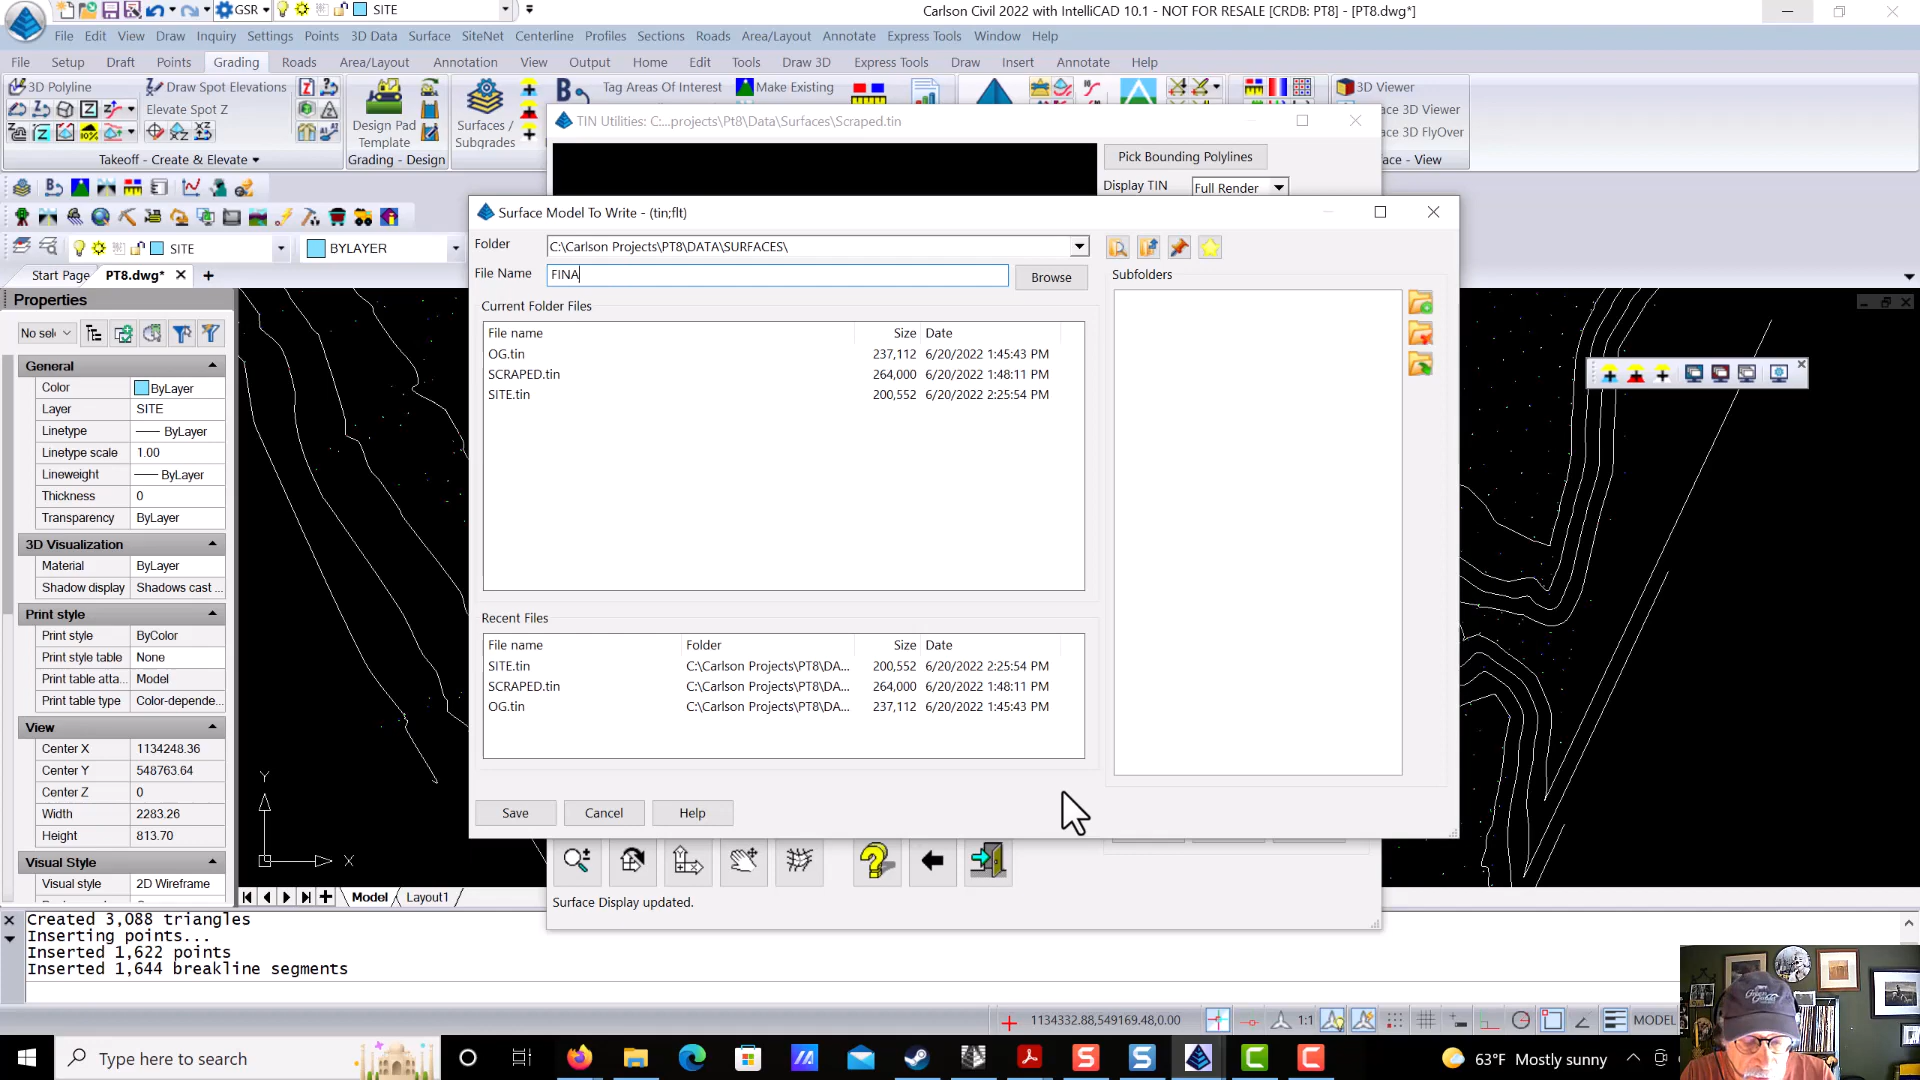 GSR
SITE
Carlson Civil 2022 with IntelliCAD 10.1 - NOT FOR RESALE [CRDB: PT8] - [PT8.dwg*]
File Edit View Draw Inquiry Settings Points 3D Data Surface SiteNet Centerline Profiles Sections Roads Area/Layout Annotate Express Tools Window Help
File Setup Draft Points Grading Roads Area/Layout Annotation View Output Home Edit Tools Draw 3D Express Tools Draw Insert Annotate Help
3D Polyline
Draw Spot Elevations
Elevate Spot Z
Takeoff - Create & Elevate
Design Pad
Template
Grading - Design
Surfaces /
Subgrades
Tag Areas Of Interest
Make Existing
3D Viewer
ace 3D Viewer
ace 3D FlyOver
ace - View
TIN Utilities: C:...projects\Pt8\Data\Surfaces\Scraped.tin
Pick Bounding Polylines
Display TIN Full Render
SITE
BYLAYER
Start Page PT8.dwg*
Surface Model To Write - (tin;flt)
Folder C:\Carlson Projects\PT8\DATA\SURFACES\
File Name FINA
Browse
Subfolders
Current Folder Files
File name Size Date
OG.tin 237,112 6/20/2022 1:45:43 PM
SCRAPED.tin 264,000 6/20/2022 1:48:11 PM
SITE.tin 200,552 6/20/2022 2:25:54 PM
Recent Files
File name Folder Size Date
SITE.tin C:\Carlson Projects\PT8\DA... 200,552 6/20/2022 2:25:54 PM
SCRAPED.tin C:\Carlson Projects\PT8\DA... 264,000 6/20/2022 1:48:11 PM
OG.tin C:\Carlson Projects\PT8\DA... 237,112 6/20/2022 1:45:43 PM
Save Cancel Help
Surface Display updated.
Properties
No sel
General
Color ByLayer
Layer SITE
Linetype ByLayer
Linetype scale 1.00
Lineweight ByLayer
Thickness 0
Transparency ByLayer
3D Visualization
Material ByLayer
Shadow display Shadows cast ...
Print style
Print style ByColor
Print style table None
Print table atta... Model
Print table type Color-depende...
View
Center X 1134248.36
Center Y 548763.64
Center Z 0
Width 2283.26
Height 813.70
Visual Style
Visual style 2D Wireframe
Y
X
Model Layout1
Created 3,088 triangles
Inserting points...
Inserted 1,622 points
Inserted 1,644 breakline segments
1134332.88,549169.48,0.00
1:1
MODEL
Type here to search
63°F Mostly sunny